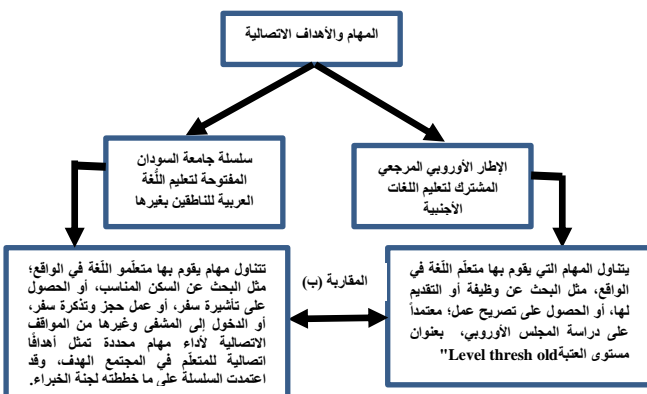 المهام والأهداف الاتصالية
الإطار الأوروبي المرجعي
المشترك لتعليم اللغات
الأجنبية
سلسلة جامعة السودان
المفتوحة لتعليم اللُّغة
العربية للناطقين بغيرها
يتناول المهام التي يقوم بها متعلّم اللّغة في
الواقع، مثل البحث عن وظيفة أو التقديم
لها، أو الحصول على تصريح عمل؛ معتمداً
على دراسة المجلس الأوروبي، بعنوان
مستوى العتبةLevel thresh old"
المقاربة (ب)
تتناول مهام يقوم بها متعلّمو اللّغة في الواقع؛
مثل البحث عن السكن المناسب، أو الحصول
على تأشيرة سفر، أو عمل حجز وتذكرة سفر،
أو الدخول إلى المشفى وغيرها من المواقف
الاتصالية لأداء مهام محددة تمثل أهدافًا
اتصالية للمتعلّم في المجتمع الهدف، وقد
اعتمدت السلسلة على ما خططته لجنة الخبراء.